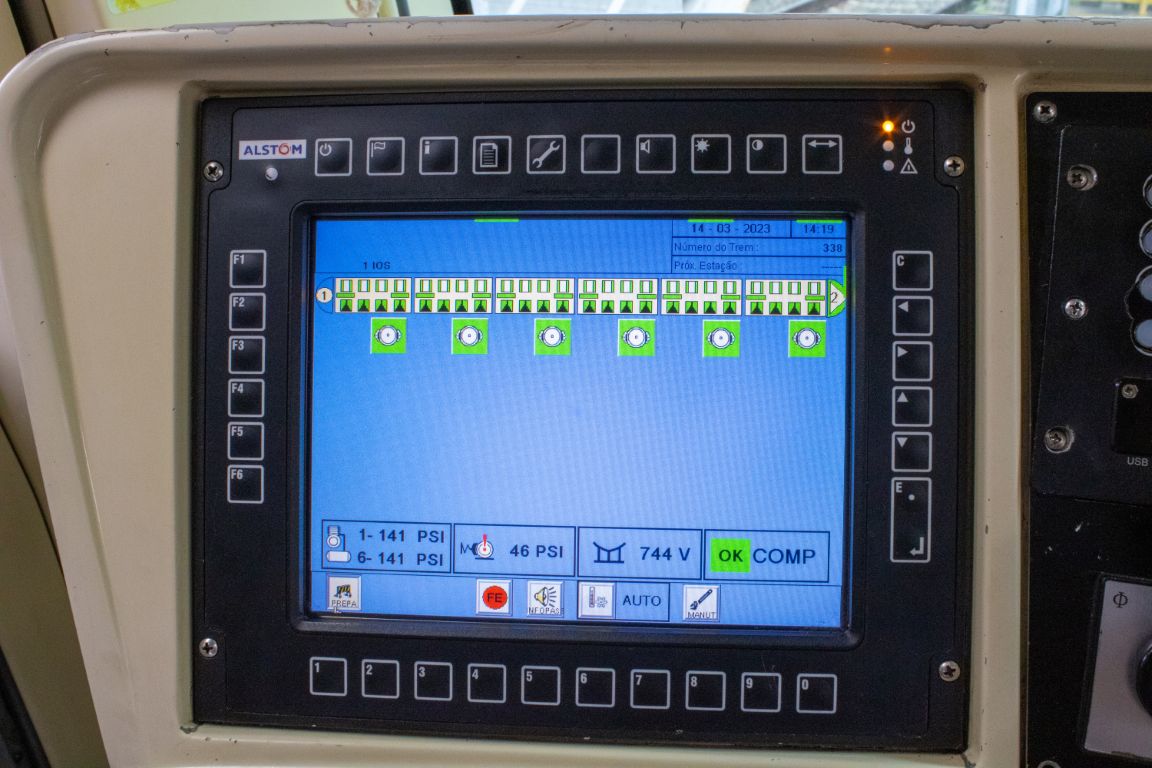 ALSTOM
i
14 - 03 - 2023 14:19
Número do Trem : 338
Próx. Estação : -----
1 IOS
1 2
1- 141 PSI
6- 141 PSI
46 PSI
744 V
OK COMP
PREPA
FE
AUTO
MANUT
F1
F2
F3
F4
F5
F6
C
E
1 2 3 4 5 6 7 8 9 0
USB
Φ